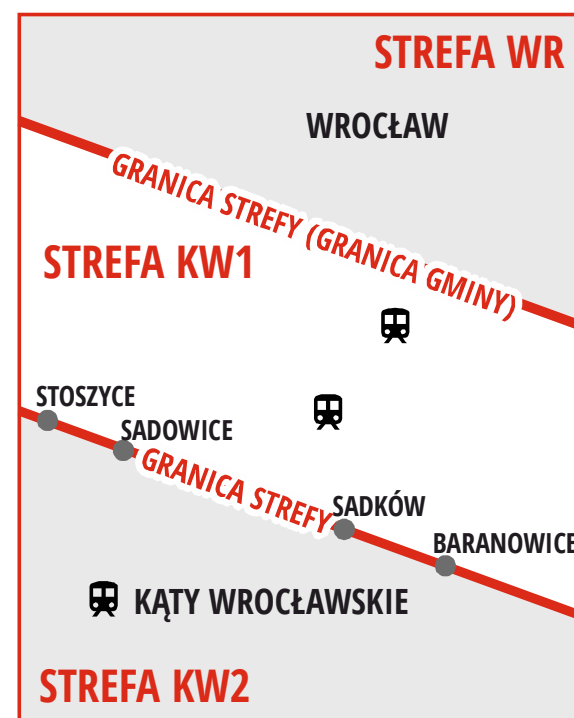 STREFA WR
WROCŁAW
GRANICA STREFY (GRANICA GMINY)
STREFA KW1
STOSZYCE
SADOWICE
GRANICA STREFY
SADKÓW
BARANOWICE
KĄTY WROCŁAWSKIE
STREFA KW2